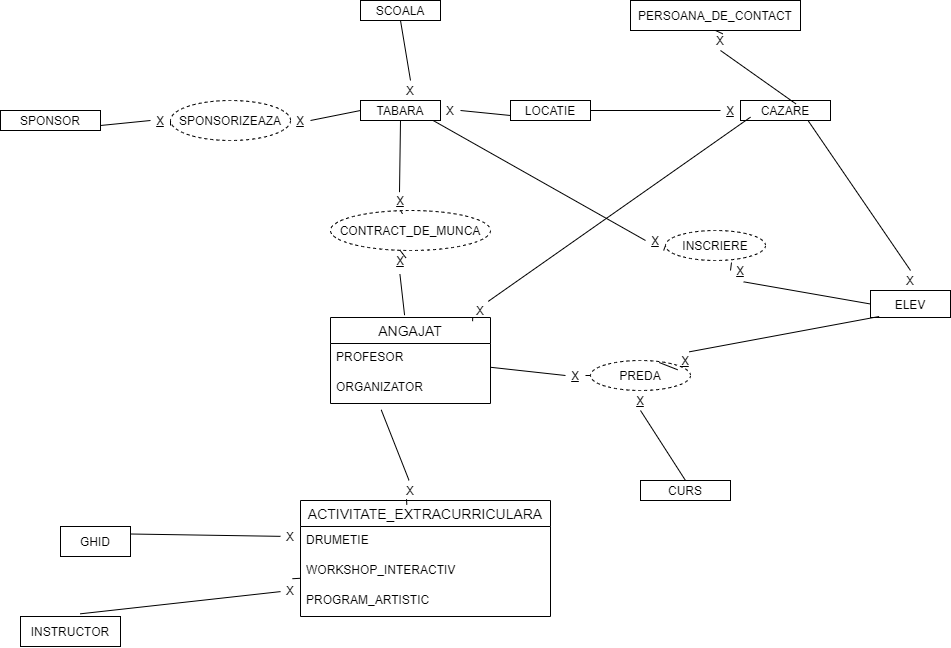 SCOALA
PERSOANA_DE_CONTACT
X
X
SPONSOR
X
SPONSORIZEAZA
X
TABARA
X
LOCATIE
X
CAZARE
X
CONTRACT_DE_MUNCA
X
X
INSCRIERE
X
X
ELEV
X
ANGAJAT
PROFESOR
ORGANIZATOR
X
PREDA
X
X
CURS
X
ACTIVITATE_EXTRACURRICULARA
DRUMETIE
WORKSHOP_INTERACTIV
PROGRAM_ARTISTIC
GHID
X
X
INSTRUCTOR